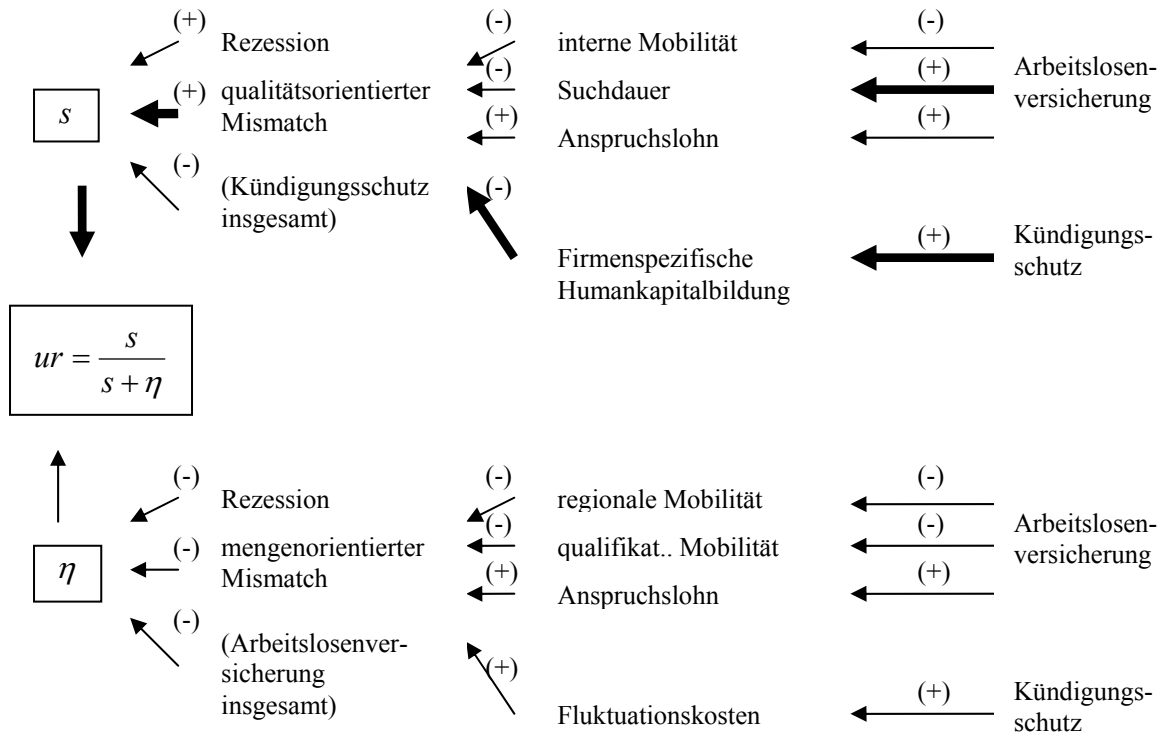 (+) (-) (-)
Rezession interne Mobilität
(+) (-) (+) Arbeitslosen-
qualitätsorientierter Suchdauer versicherung
s Mismatch (+) (+)
Anspruchslohn
(-) (Kündigungsschutz (-)
insgesamt)
(+) Kündigungs-
Firmenspezifische schutz
Humankapitalbildung
ur = s / (s + η)
(-) (-) (-)
Rezession regionale Mobilität
(-) (-) (-) Arbeitslosen-
mengenorientierter qualifikat.. Mobilität versicherung
η Mismatch (+) (+)
Anspruchslohn
(-) (Arbeitslosenver-
sicherung (+)
insgesamt) (+) Kündigungs-
Fluktuationskosten schutz